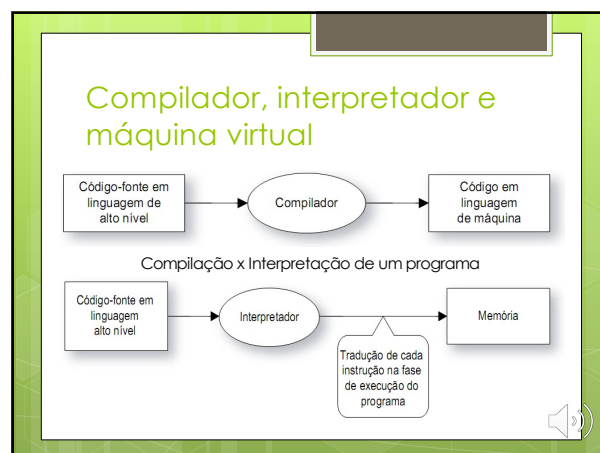 Compilador, interpretador e
máquina virtual
Código-fonte em
linguagem de
alto nível
Compilador
Código em
linguagem
de máquina
Compilação x Interpretação de um programa
Código-fonte em
linguagem
alto nível
Interpretador
Memória
Tradução de cada
instrução na fase
de execução do
programa